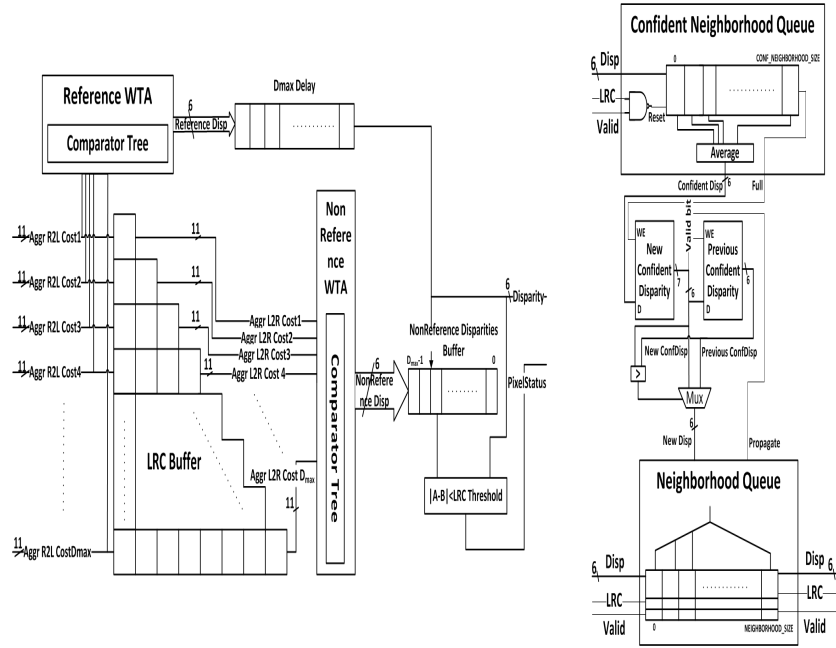 Reference WTA
Comparator Tree
6
Reference Disp
Dmax Delay
11
Aggr R2L Cost1
11
Aggr R2L Cost2
11
Aggr R2L Cost3
11
Aggr R2L Cost4
11
Aggr R2L CostDmax
LRC Buffer
11
11
11
11
Aggr L2R Cost1
Aggr L2R Cost2
Aggr L2R Cost3
Aggr L2R Cost 4
Aggr L2R Cost Dmax
11
Non
Refere
nce
WTA
Comparator Tree
6
NonRefere
nce Disp
NonReference Disparities
Buffer
Dmax-1
0
6
Disparity
PixelStatus
|A-B|<LRC Threshold
Confident Neighborhood Queue
6
Disp
LRC
Valid
Reset
0
CONF_NEIGHBORHOOD_SIZE
Average
Confident Disp
6
Full
Valid bit
WE
New
Confident
Disparity
D
7
6
WE
Previous
Confident
Disparity
D
6
New ConfDisp
Previous ConfDisp
>
Mux
6
New Disp
Propagate
Neighborhood Queue
6
Disp
LRC
Valid
0
NEIGHBORHOOD_SIZE
Disp
6
LRC
Valid